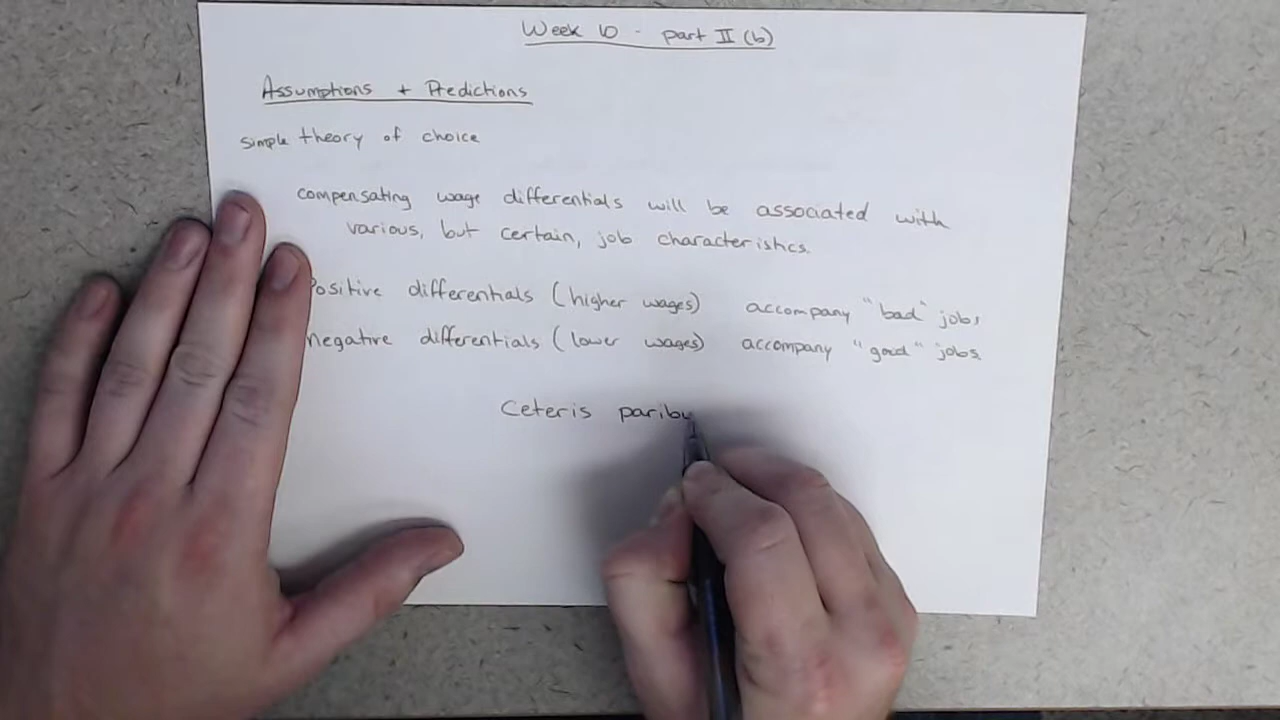 Week 10 - part II (b)
Assumptions + Predictions
simple theory of choice
compensating wage differentials will be associated with
various, but certain, job characteristics.
Positive differentials (higher wages) accompany "bad" jobs
negative differentials (lower wages) accompany "good" jobs
Ceteris paribu